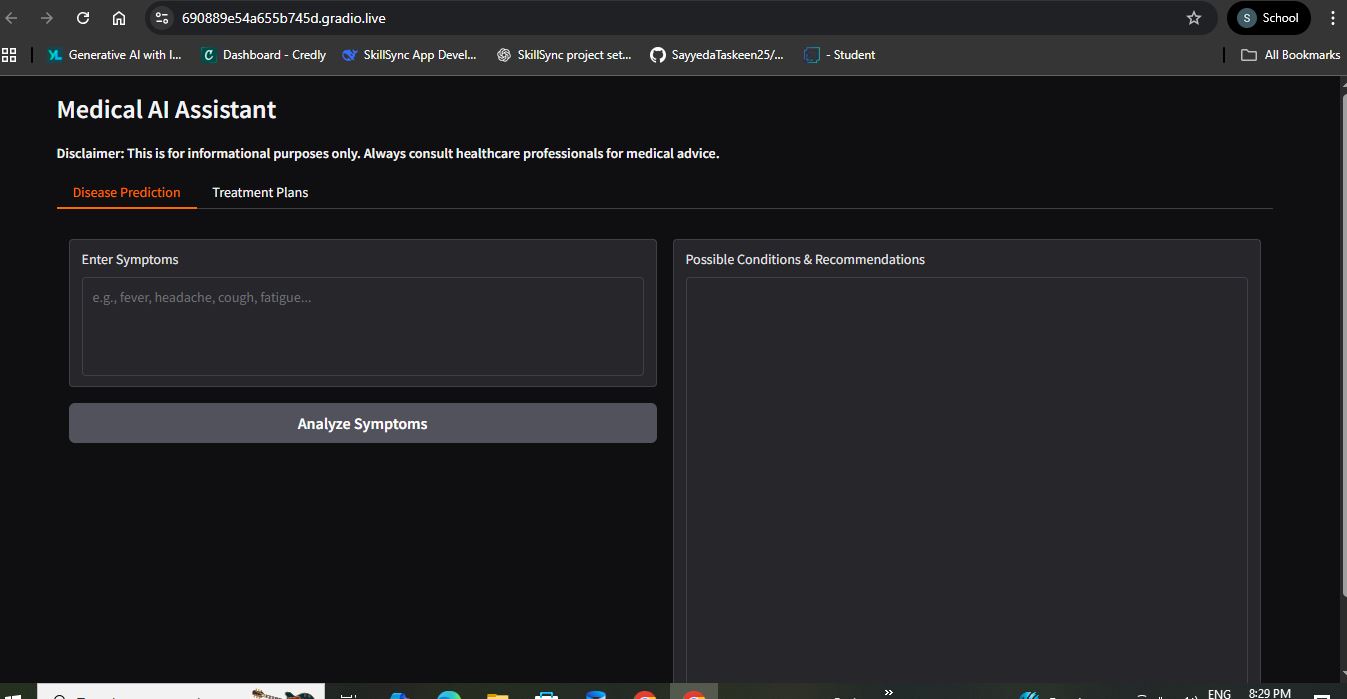 690889e54a655b745d.gradio.live
S School
Generative AI with I...
Dashboard - Credly
SkillSync App Devel...
SkillSync project set...
SayyedaTaskeen25/...
- Student
All Bookmarks
Medical AI Assistant
Disclaimer: This is for informational purposes only. Always consult healthcare professionals for medical advice.
Disease Prediction
Treatment Plans
Enter Symptoms
e.g., fever, headache, cough, fatigue...
Analyze Symptoms
Possible Conditions & Recommendations
ENG
8:29 PM